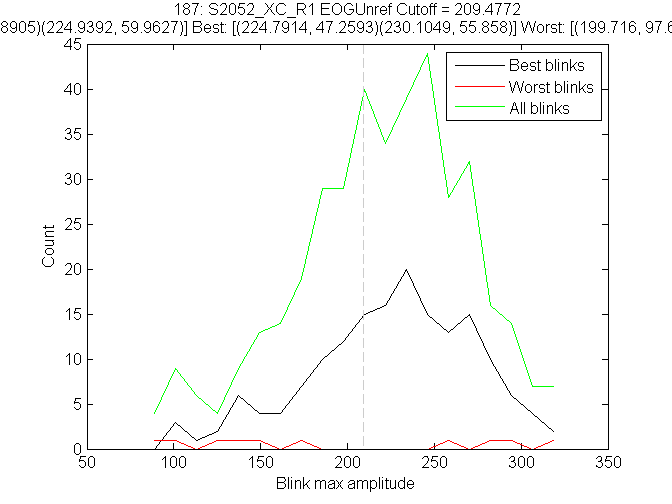 187: S2052_XC_R1 EOGUnref Cutoff = 209.4772
8905)(224.9392, 59.9627)] Best: [(224.7914, 47.2593)(230.1049, 55.858)] Worst: [(199.716, 97.6
45
40
35
30
25
20
15
10
5
0
Count
Best blinks
Worst blinks
All blinks
50 100 150 200 250 300 350
Blink max amplitude